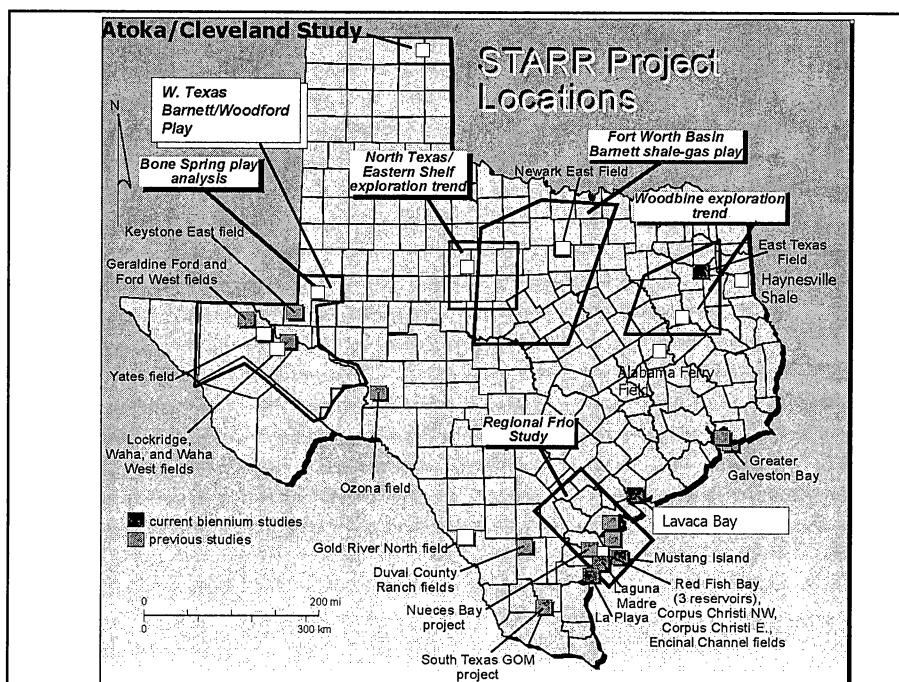 Atoka/Cleveland Study
STARR Project
Locations
N
W. Texas
Barnett/Woodford
Play
Bone Spring play
analysis
North Texas/
Eastern Shelf
exploration trend
Fort Worth Basin
Barnett shale-gas play
Newark East Field
Woodbine exploration
trend
East Texas
Field
Haynesville
Shale
Keystone East field
Geraldine Ford and
Ford West fields
Yates field
Lockridge,
Waha, and Waha
West fields
Ozona field
Alabama Ferry
Field
Regional Frio
Study
Greater
Galveston Bay
Lavaca Bay
current biennium studies
previous studies
Gold River North field
Duval County
Ranch fields
Nueces Bay
project
South Texas GOM
project
Mustang Island
Laguna
Madre
La Playa
Red Fish Bay
(3 reservoirs),
Corpus Christi NW,
Corpus Christi E.,
Encinal Channel fields
0 200 mi
0 300 km